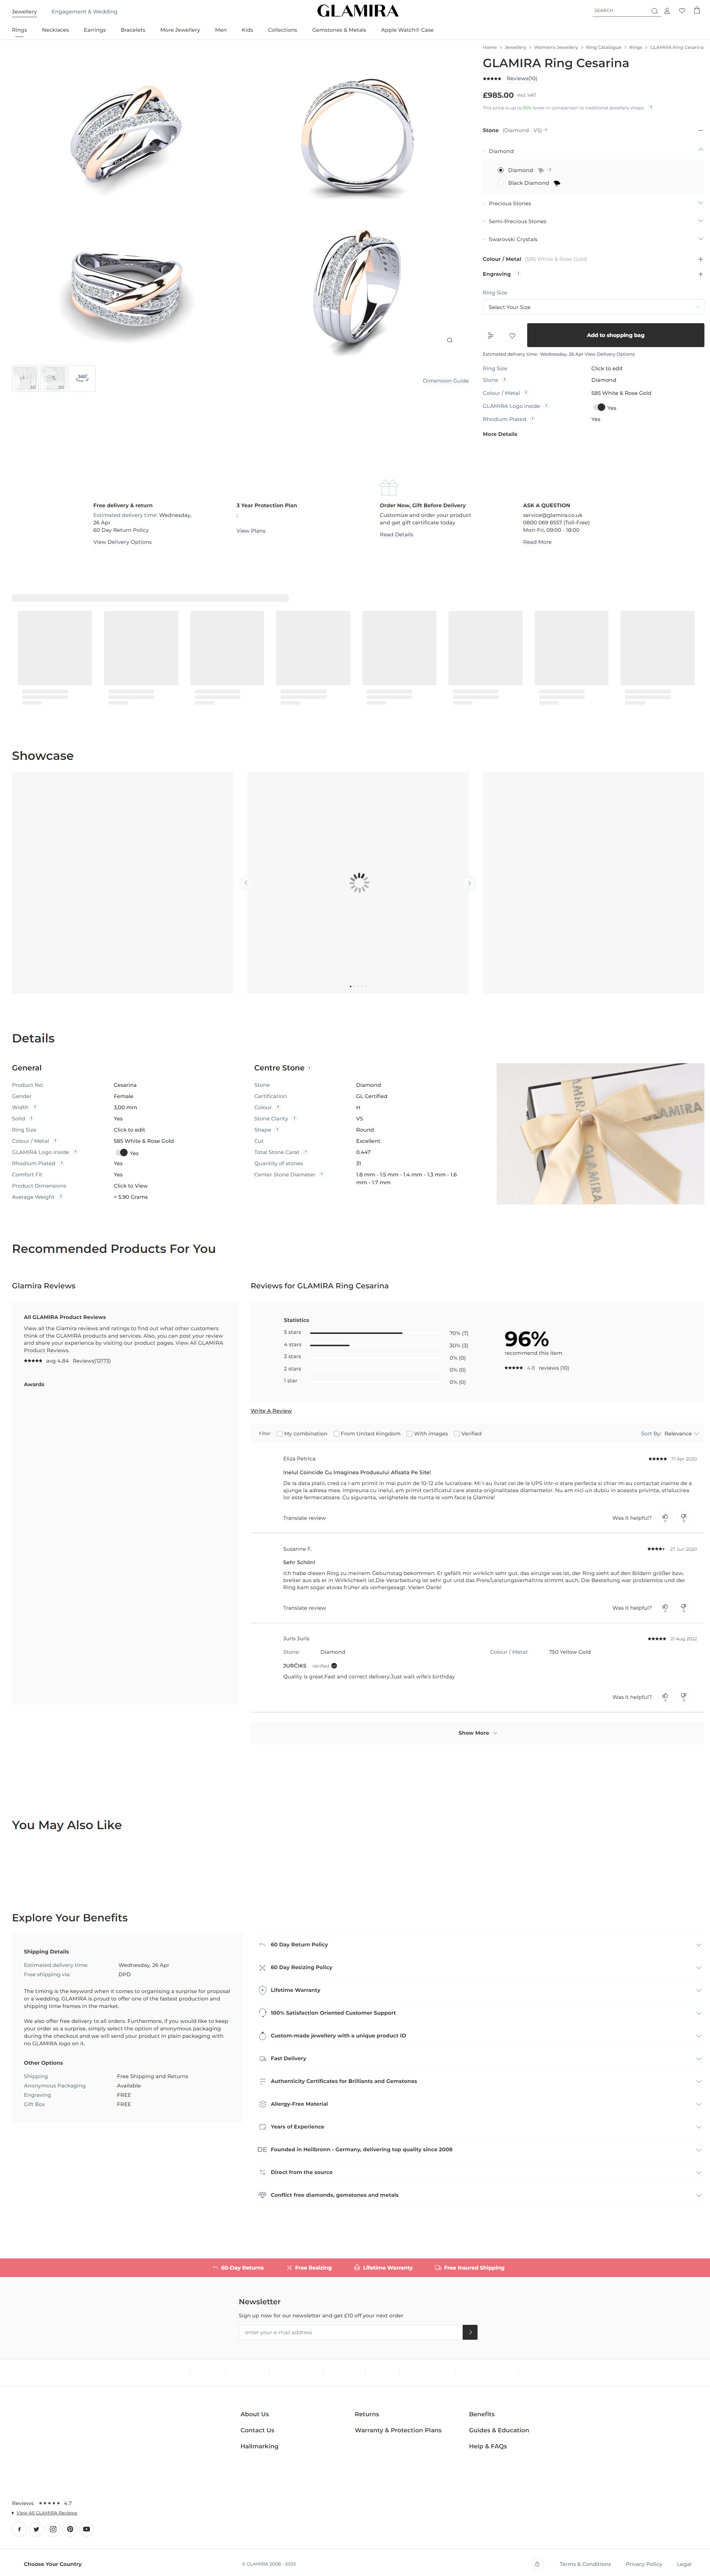 Jewellery
Engagement & Wedding
GLAMIRA
SEARCH
Rings
Necklaces
Earrings
Bracelets
More Jewellery
Men
Kids
Collections
Gemstones & Metals
Apple Watch® Case
Home > Jewellery > Women's Jewellery > Ring Catalogue > Rings > GLAMIRA Ring Cesarina
GLAMIRA Ring Cesarina
Reviews(10)
£985.00 Incl. VAT
This price is up to 55% lower in comparison to traditional jewellery shops.
Stone (Diamond - VS)
Diamond
Diamond
Black Diamond
Precious Stones
Semi-Precious Stones
Swarovski Crystals
Colour / Metal (585 White & Rose Gold)
Engraving
Ring Size
Select Your Size
Add to shopping bag
Estimated delivery time: Wednesday, 26 Apr View Delivery Options
Ring Size Click to edit
Stone Diamond
Colour / Metal 585 White & Rose Gold
GLAMIRA Logo inside Yes
Rhodium Plated Yes
More Details
360°
Dimension Guide
Free delivery & return
Estimated delivery time: Wednesday,
26 Apr
60 Day Return Policy
View Delivery Options
3 Year Protection Plan
:
View Plans
Order Now, Gift Before Delivery
Customize and order your product
and get gift certificate today
Read Details
ASK A QUESTION
service@glamira.co.uk
0800 069 8557 (Toll-Free)
Mon-Fri, 09:00 - 18:00
Read More
Showcase
Details
General
Product No: Cesarina
Gender Female
Width 3,00 mm
Solid Yes
Ring Size Click to edit
Colour / Metal 585 White & Rose Gold
GLAMIRA Logo inside Yes
Rhodium Plated Yes
Comfort Fit Yes
Product Dimensions Click to View
Average Weight ≈ 5.90 Grams
Centre Stone
Stone Diamond
Certification GL Certified
Colour H
Stone Clarity VS
Shape Round
Cut Excellent
Total Stone Carat 0.447
Quantity of stones 31
Center Stone Diameter 1.8 mm - 1.5 mm - 1.4 mm - 1.3 mm - 1.6
mm - 1.7 mm
GLAMIRA
GLAMIRA
GLAMIRA
Recommended Products For You
Glamira Reviews
All GLAMIRA Product Reviews
View all the Glamira reviews and ratings to find out what other customers
think of the GLAMIRA products and services. Also, you can post your review
and share your experience by visiting our product pages. View All GLAMIRA
Product Reviews.
avg 4.84 Reviews(12173)
Awards
Reviews for GLAMIRA Ring Cesarina
Statistics
5 stars 70% (7)
4 stars 30% (3)
3 stars 0% (0)
2 stars 0% (0)
1 star 0% (0)
96%
recommend this item
4.8 reviews (10)
Write A Review
Filter My combination From United Kingdom With images Verified
Sort By: Relevance
Eliza Petrica 17 Apr 2020
Inelul Coincide Cu Imaginea Produsului Afisata Pe Site!
De la data platii, cred ca i-am primit in mai putin de 10-12 zile lucratoare. Mi l-au livrat cei de la UPS intr-o stare perfecta si chiar m-au contactat inainte de a
ajunge la adresa mea. Impreuna cu inelul, am primit certificatul care atesta originalitatea diamantelor. Nu am nici un dubiu in aceasta privinta, stralucirea
lor este fermecatoare. Cu siguranta, verighetele de nunta le vom face la Glamira!
Translate review Was it helpful? 0 0
Susanne F. 27 Jun 2020
Sehr Schön!
Ich habe diesen Ring zu meinem Geburtstag bekommen. Er gefällt mir wirklich sehr gut. das einzige was ist, der Ring sieht auf den Bildern größer bzw.
breiter aus als er in Wirklichkeit ist.Die Verarbeitung ist sehr gut und das Preis/Leistungsverhältnis stimmt auch. Die Bestellung war problemlos und der
Ring kam sogar etwas früher als vorhergesagt. Vielen Dank!
Translate review Was it helpful? 0 0
Juris Juris 21 Aug 2022
Stone: Diamond Colour / Metal: 750 Yellow Gold
JURČIKS Verified
Quality is great.Fast and correct delivery.Just wait wife's birthday
Was it helpful? 0 0
Show More
You May Also Like
Explore Your Benefits
Shipping Details
Estimated delivery time: Wednesday, 26 Apr
Free shipping via: DPD
The timing is the keyword when it comes to organising a surprise for proposal
or a wedding. GLAMIRA is proud to offer one of the fastest production and
shipping time frames in the market.
We also offer free delivery to all orders. Furthermore, if you would like to keep
your order as a surprise, simply select the option of anonymous packaging
during the checkout and we will send your product in plain packaging with
no GLAMIRA logo on it.
Other Options
Shipping Free Shipping and Returns
Anonymous Packaging Available
Engraving FREE
Gift Box FREE
60 Day Return Policy
60 Day Resizing Policy
Lifetime Warranty
100% Satisfaction Oriented Customer Support
Custom-made jewellery with a unique product ID
Fast Delivery
Authenticity Certificates for Brilliants and Gemstones
Allergy-Free Material
Years of Experience
DE Founded in Heilbronn - Germany, delivering top quality since 2008
Direct from the source
Conflict free diamonds, gemstones and metals
60-Day Returns
Free Resizing
Lifetime Warranty
Free Insured Shipping
Newsletter
Sign up now for our newsletter and get £10 off your next order
enter your e-mail address
About Us
Contact Us
Hallmarking
Returns
Warranty & Protection Plans
Benefits
Guides & Education
Help & FAQs
Reviews 4.7
View All GLAMIRA Reviews
Choose Your Country
© GLAMIRA 2008 - 2023
Terms & Conditions
Privacy Policy
Legal